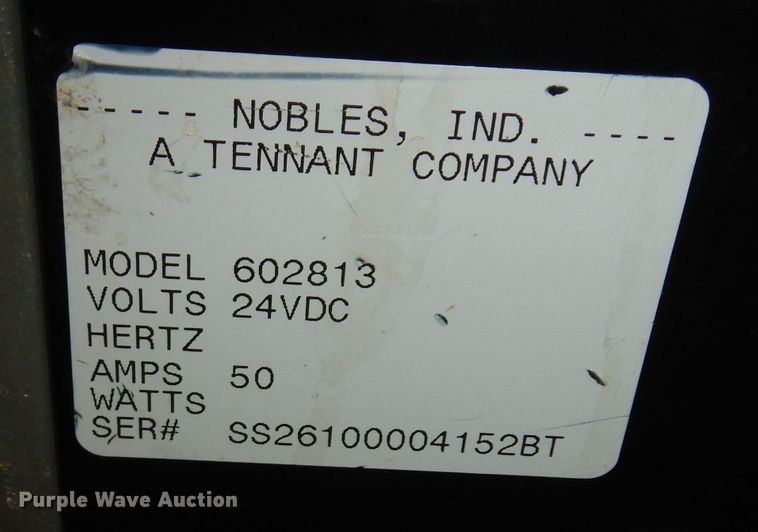 ----- NOBLES, IND. ----
A TENNANT COMPANY
MODEL 602813
VOLTS 24VDC
HERTZ
AMPS 50
WATTS
SER# SS26100004152BT
Purple Wave Auction